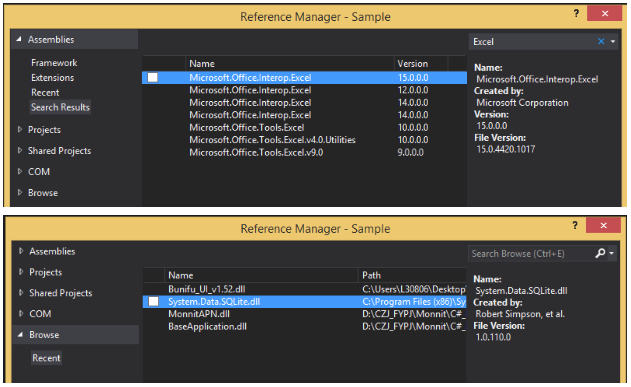 Reference Manager - Sample
? ×
Assemblies
Framework
Extensions
Recent
Search Results
Projects
Shared Projects
COM
Browse
Name Version
Microsoft.Office.Interop.Excel 15.0.0.0
Microsoft.Office.Interop.Excel 12.0.0.0
Microsoft.Office.Interop.Excel 14.0.0.0
Microsoft.Office.Interop.Excel 14.0.0.0
Microsoft.Office.Tools.Excel 10.0.0.0
Microsoft.Office.Tools.Excel.v4.0.Utilities 10.0.0.0
Microsoft.Office.Tools.Excel.v9.0 9.0.0.0
Excel
Name:
Microsoft.Office.Interop.Excel
Created by:
Microsoft Corporation
Version:
15.0.0.0
File Version:
15.0.4420.1017
Reference Manager - Sample
? ×
Assemblies
Projects
Shared Projects
COM
Browse
Recent
Name Path
Bunifu_UI_v1.52.dll C:\Users\L30806\Desktop
System.Data.SQLite.dll C:\Program Files (x86)\Sy
MonnitAPN.dll D:\CZJ_FYPJ\Monnit\C#_
BaseApplication.dll D:\CZJ_FYPJ\Monnit\C#_
Search Browse (Ctrl+E)
Name:
System.Data.SQLite.dll
Created by:
Robert Simpson, et al.
File Version:
1.0.110.0